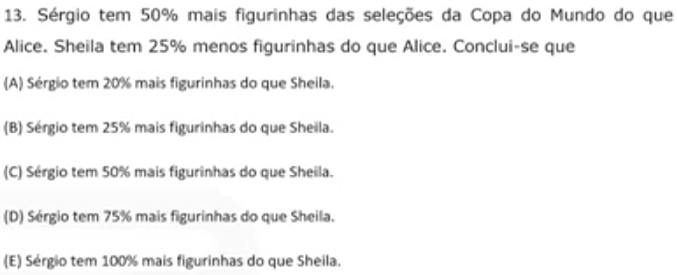 13. Sérgio tem 50% mais figurinhas das seleções da Copa do Mundo do que
Alice. Sheila tem 25% menos figurinhas do que Alice. Conclui-se que
(A) Sérgio tem 20% mais figurinhas do que Sheila.
(B) Sérgio tem 25% mais figurinhas do que Sheila.
(C) Sérgio tem 50% mais figurinhas do que Sheila.
(D) Sérgio tem 75% mais figurinhas do que Sheila.
(E) Sérgio tem 100% mais figurinhas do que Sheila.